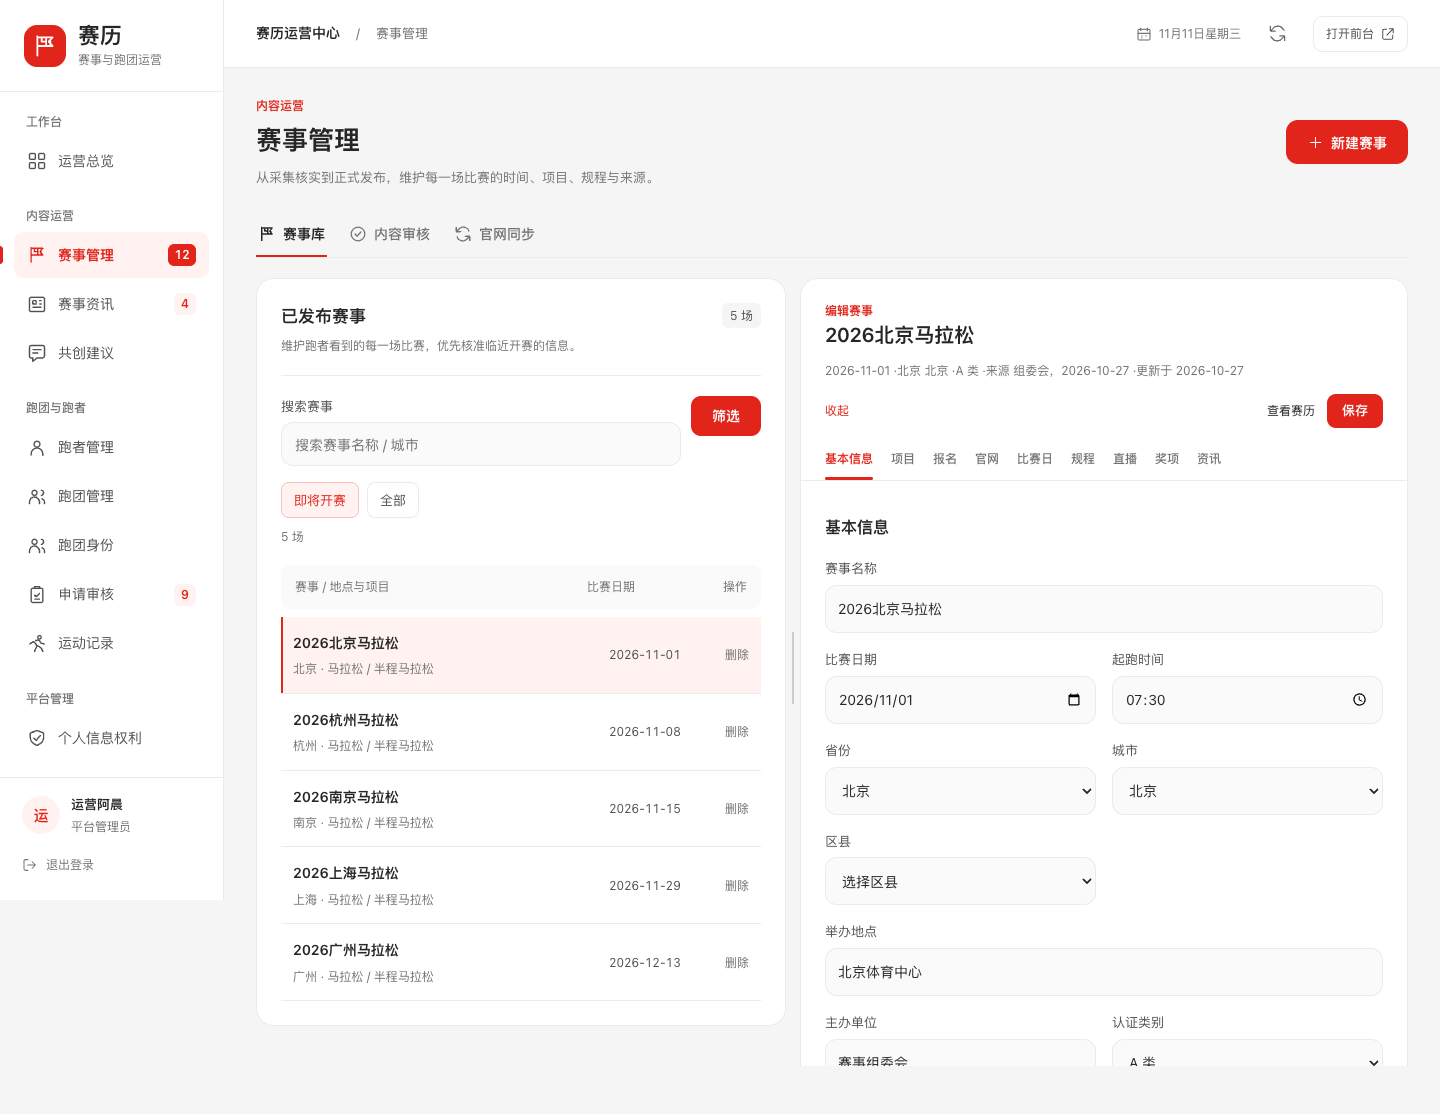 赛历
赛事与跑团运营
工作台
运营总览
内容运营
赛事管理 12
赛事资讯 4
共创建议
跑团与跑者
跑者管理
跑团管理
跑团身份
申请审核 9
运动记录
平台管理
个人信息权利
运 运营阿晨
平台管理员
退出登录
赛历运营中心 / 赛事管理
11月11日星期三
打开前台
内容运营
赛事管理
从采集核实到正式发布，维护每一场比赛的时间、项目、规程与来源。
新建赛事
赛事库 内容审核 官网同步
已发布赛事 5 场
维护跑者看到的每一场比赛，优先核准临近开赛的信息。
搜索赛事
搜索赛事名称 / 城市
筛选
即将开赛 全部
5 场
赛事 / 地点与项目 比赛日期 操作
2026北京马拉松
北京 · 马拉松 / 半程马拉松
2026-11-01 删除
2026杭州马拉松
杭州 · 马拉松 / 半程马拉松
2026-11-08 删除
2026南京马拉松
南京 · 马拉松 / 半程马拉松
2026-11-15 删除
2026上海马拉松
上海 · 马拉松 / 半程马拉松
2026-11-29 删除
2026广州马拉松
广州 · 马拉松 / 半程马拉松
2026-12-13 删除
编辑赛事
2026北京马拉松
2026-11-01 ·北京 北京 ·A 类 ·来源 组委会，2026-10-27 ·更新于 2026-10-27
收起 查看赛历 保存
基本信息 项目 报名 官网 比赛日 规程 直播 奖项 资讯
基本信息
赛事名称
2026北京马拉松
比赛日期 起跑时间
2026/11/01 07:30
省份 城市
北京 北京
区县
选择区县
举办地点
北京体育中心
主办单位 认证类别
赛事组委会 A 类